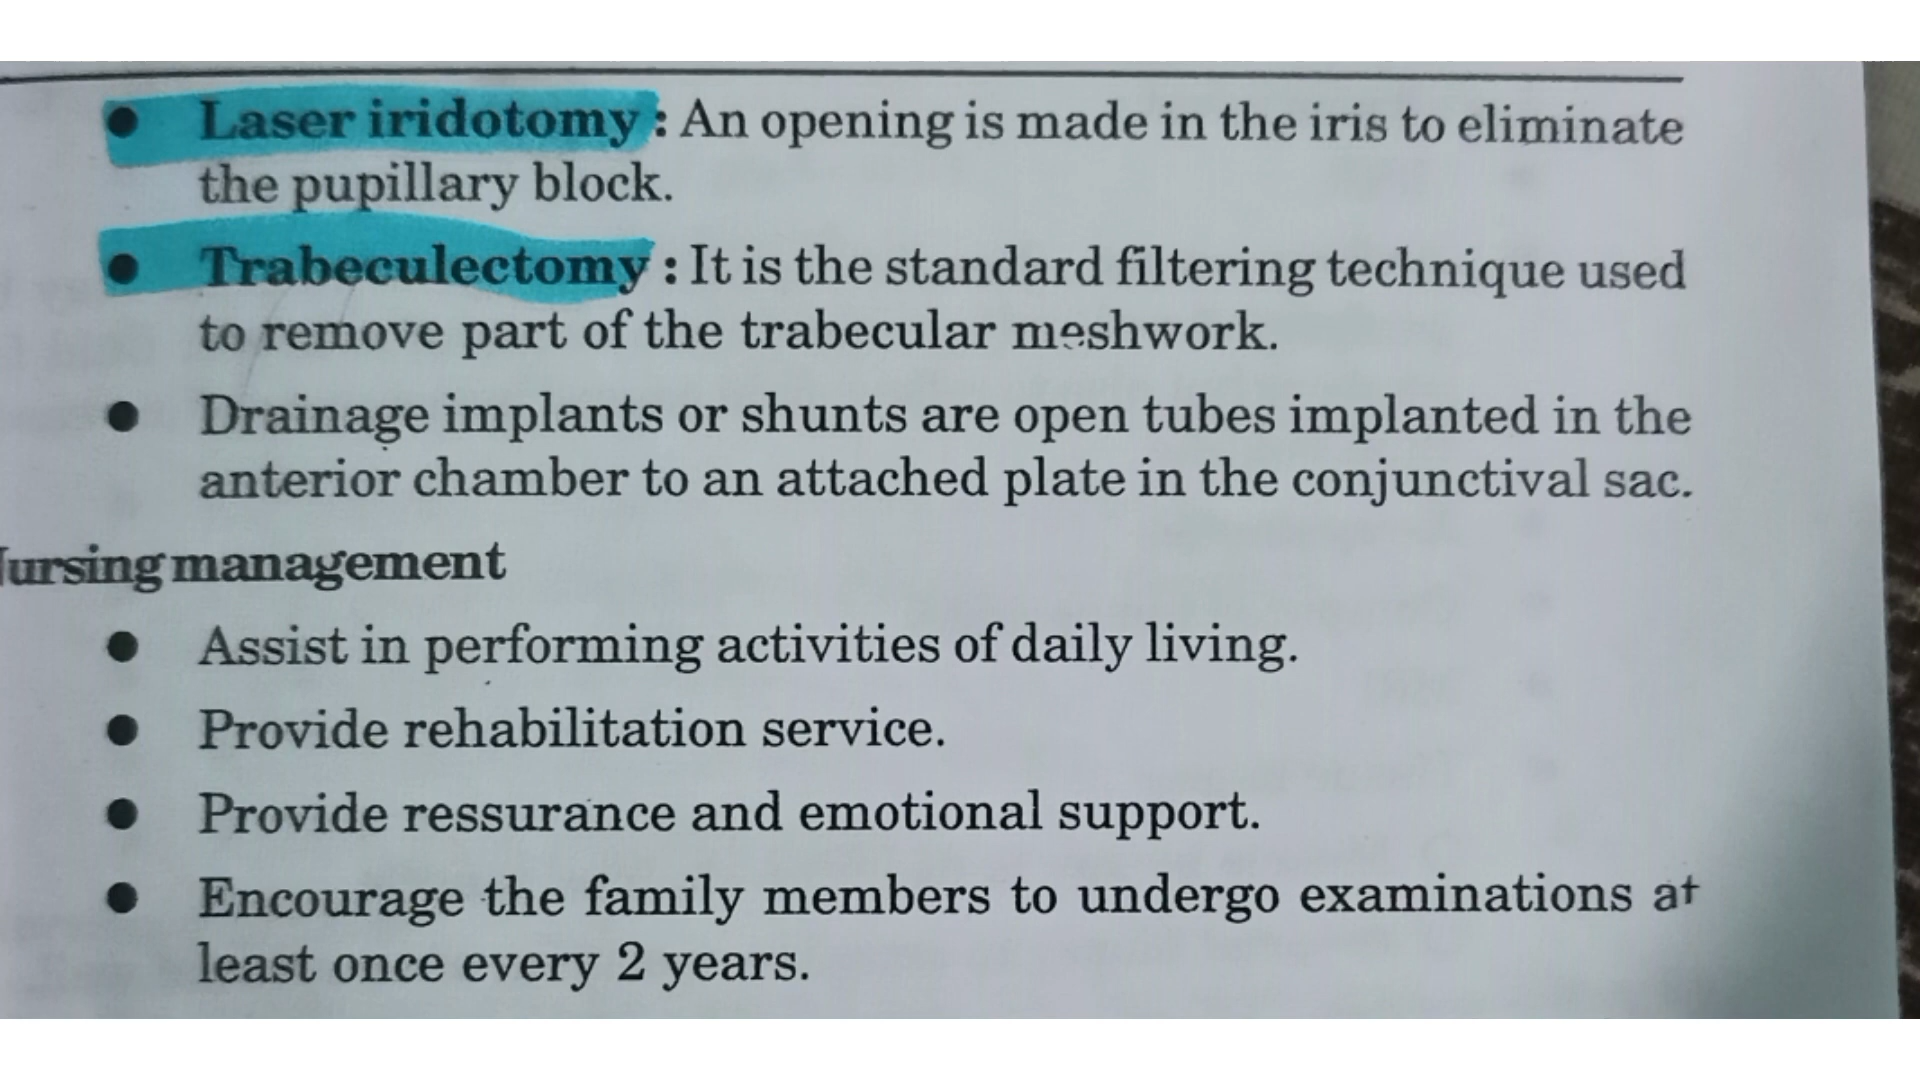 ● Laser iridotomy : An opening is made in the iris to eliminate
the pupillary block.
● Trabeculectomy : It is the standard filtering technique used
to remove part of the trabecular meshwork.
● Drainage implants or shunts are open tubes implanted in the
anterior chamber to an attached plate in the conjunctival sac.
Nursing management
● Assist in performing activities of daily living.
● Provide rehabilitation service.
● Provide ressurance and emotional support.
● Encourage the family members to undergo examinations at
least once every 2 years.